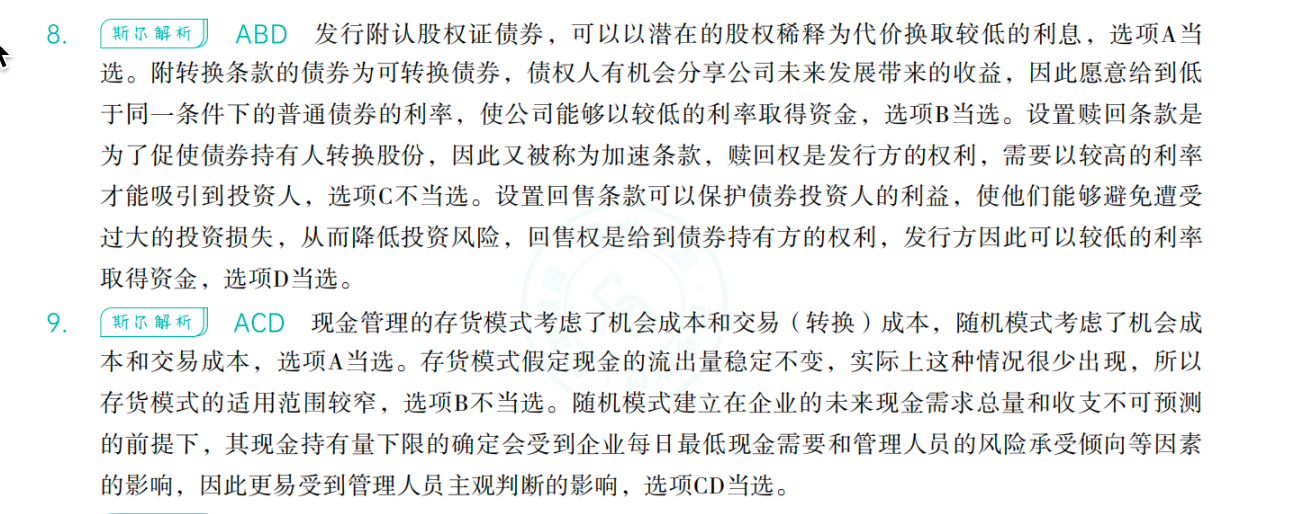 8. 斯尔解析 ABD 发行附认股权证债券，可以以潜在的股权稀释为代价换取较低的利息，选项A当
选。附转换条款的债券为可转换债券，债权人有机会分享公司未来发展带来的收益，因此愿意给到低
于同一条件下的普通债券的利率，使公司能够以较低的利率取得资金，选项B当选。设置赎回条款是
为了促使债券持有人转换股份，因此又被称为加速条款，赎回权是发行方的权利，需要以较高的利率
才能吸引到投资人，选项C不当选。设置回售条款可以保护债券投资人的利益，使他们能够避免遭受
过大的投资损失，从而降低投资风险，回售权是给到债券持有方的权利，发行方因此可以较低的利率
取得资金，选项D当选。
9. 斯尔解析 ACD 现金管理的存货模式考虑了机会成本和交易（转换）成本，随机模式考虑了机会成
本和交易成本，选项A当选。存货模式假定现金的流出量稳定不变，实际上这种情况很少出现，所以
存货模式的适用范围较窄，选项B不当选。随机模式建立在企业的未来现金需求总量和收支不可预测
的前提下，其现金持有量下限的确定会受到企业每日最低现金需要和管理人员的风险承受倾向等因素
的影响，因此更易受到管理人员主观判断的影响，选项CD当选。